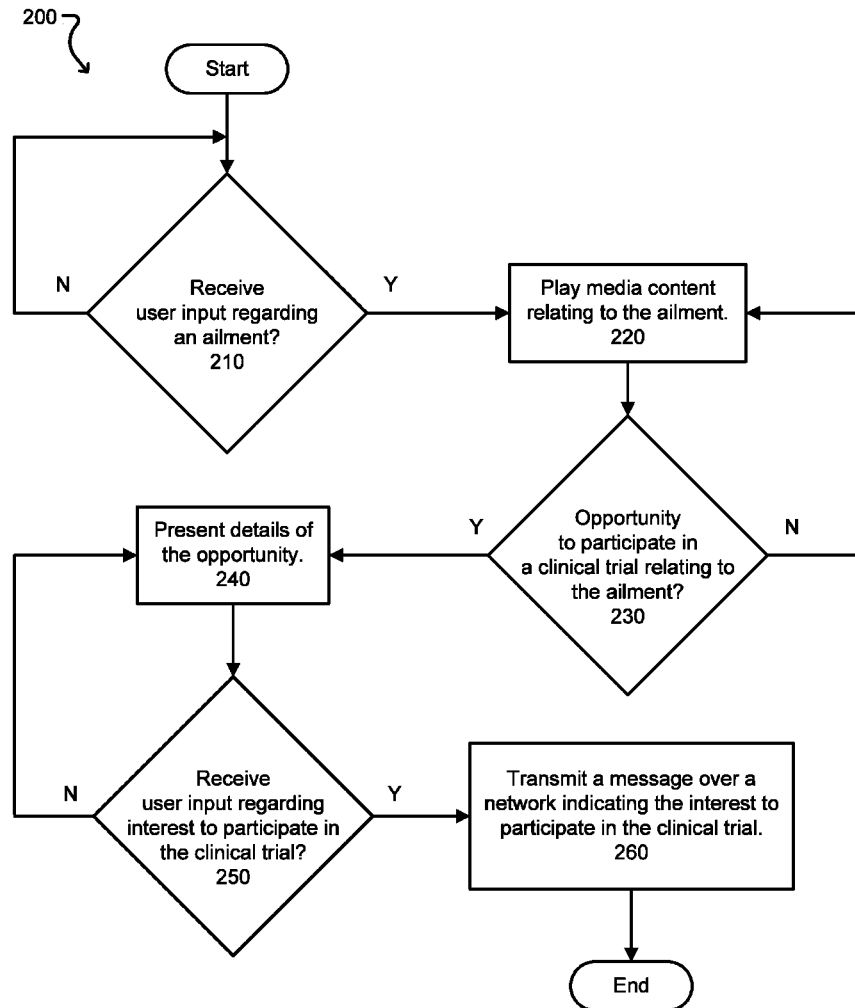 200
Start
N
Receive
user input regarding
an ailment?
210
Y
Play media content
relating to the ailment.
220
Opportunity
to participate in
a clinical trial relating to
the ailment?
230
N
Y
Present details of
the opportunity.
240
N
Receive
user input regarding
interest to participate in
the clinical trial?
250
Y
Transmit a message over a
network indicating the interest to
participate in the clinical trial.
260
End